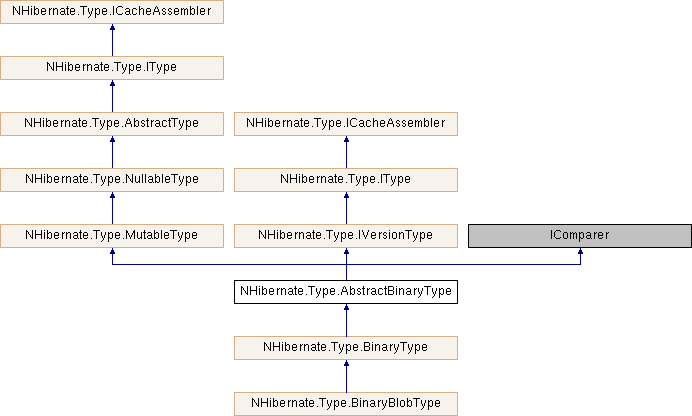 NHibernate.Type.ICacheAssembler
NHibernate.Type.IType
NHibernate.Type.AbstractType
NHibernate.Type.ICacheAssembler
NHibernate.Type.NullableType
NHibernate.Type.IType
NHibernate.Type.MutableType
NHibernate.Type.IVersionType
IComparer
NHibernate.Type.AbstractBinaryType
NHibernate.Type.BinaryType
NHibernate.Type.BinaryBlobType